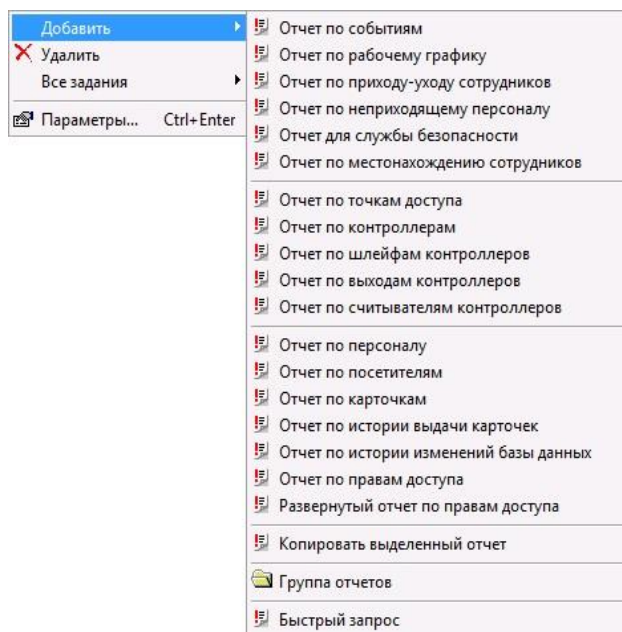 Добавить
Удалить
Все задания
Параметры... Ctrl+Enter
Отчет по событиям
Отчет по рабочему графику
Отчет по приходу-уходу сотрудников
Отчет по неприходящему персоналу
Отчет для службы безопасности
Отчет по местонахождению сотрудников
Отчет по точкам доступа
Отчет по контроллерам
Отчет по шлейфам контроллеров
Отчет по выходам контроллеров
Отчет по считывателям контроллеров
Отчет по персоналу
Отчет по посетителям
Отчет по карточкам
Отчет по истории выдачи карточек
Отчет по истории изменений базы данных
Отчет по правам доступа
Развернутый отчет по правам доступа
Копировать выделенный отчет
Группа отчетов
Быстрый запрос